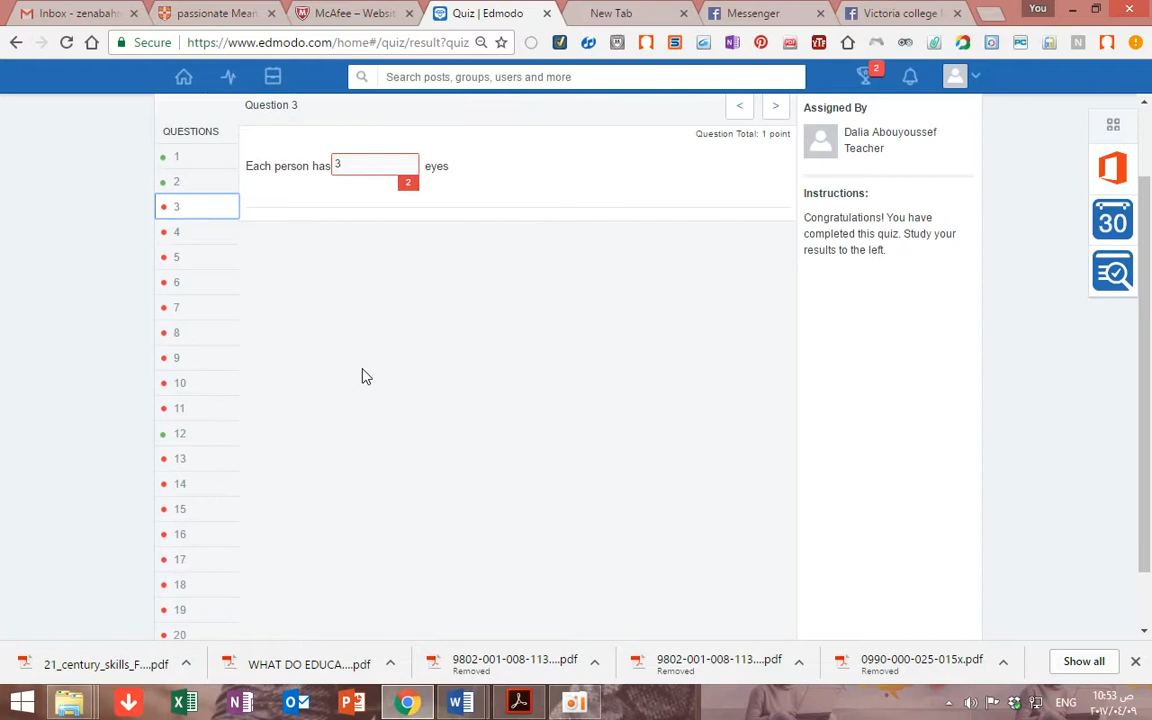 Inbox - zenabahm
passionate Mean
McAfee – Websit
Quiz | Edmodo
New Tab
Messenger
Victoria college
You
Secure
https://www.edmodo.com/home#/quiz/result?quiz
Search posts, groups, users and more
2
Question 3
<
>
QUESTIONS
Question Total: 1 point
Each person has 3 eyes
2
1
2
3
4
5
6
7
8
9
10
11
12
13
14
15
16
17
18
19
20
Assigned By
Dalia Abouyoussef
Teacher
Instructions:
Congratulations! You have
completed this quiz. Study your
results to the left.
30
21_century_skills_F....pdf
WHAT DO EDUCA....pdf
9802-001-008-113....pdf
Removed
9802-001-008-113....pdf
Removed
0990-000-025-015x.pdf
Removed
Show all
ENG
10:53 ص
٢٠١٧/٠٤/٠٩